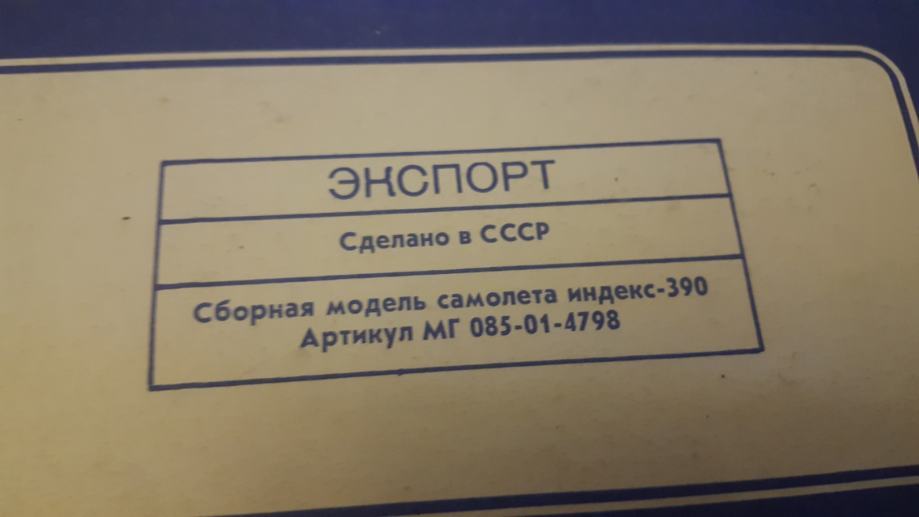 ЭКСПОРТ
Сделано в СССР
Сборная модель самолета индекс-390
Артикул МГ 085-01-4798